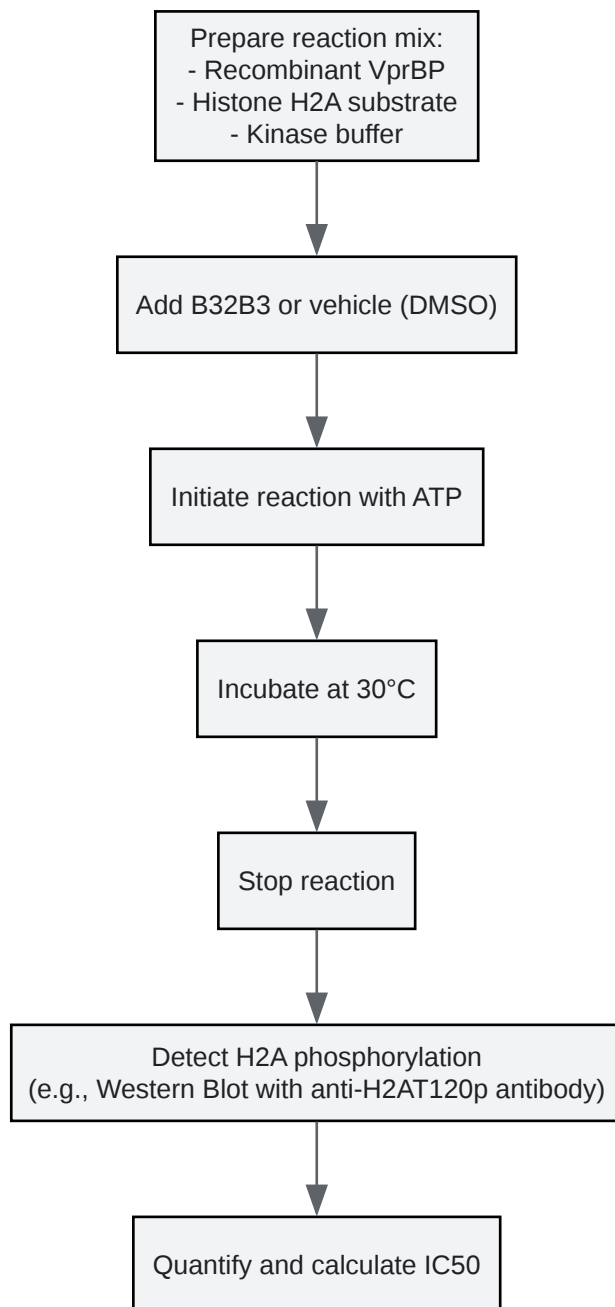 Prepare reaction mix:
- Recombinant VprBP
- Histone H2A substrate
- Kinase buffer
Add B32B3 or vehicle (DMSO)
Initiate reaction with ATP
Incubate at 30°C
Stop reaction
Detect H2A phosphorylation
(e.g., Western Blot with anti-H2AT120p antibody)
Quantify and calculate IC50